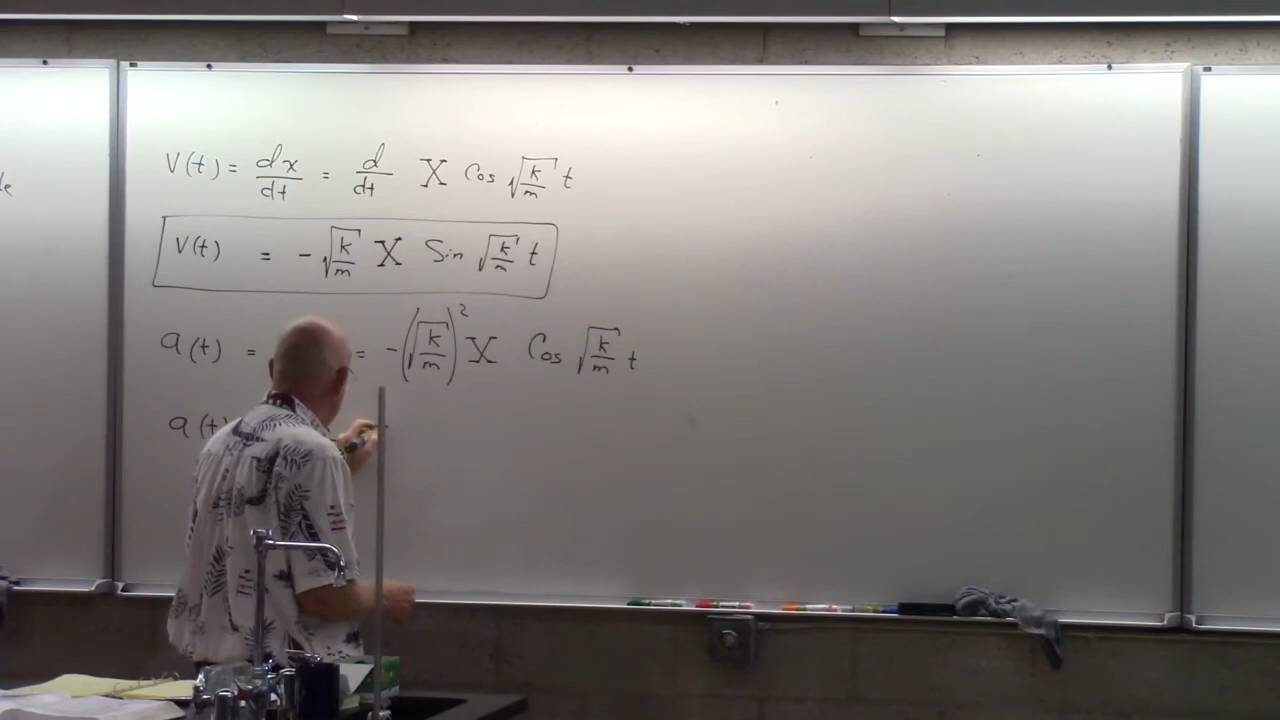 V(t) = dx/dt = d/dt X Cos √(k/m) t
V(t) = -√(k/m) X Sin √(k/m) t
a(t) = = -(√(k/m))² X Cos √(k/m) t
a(t)